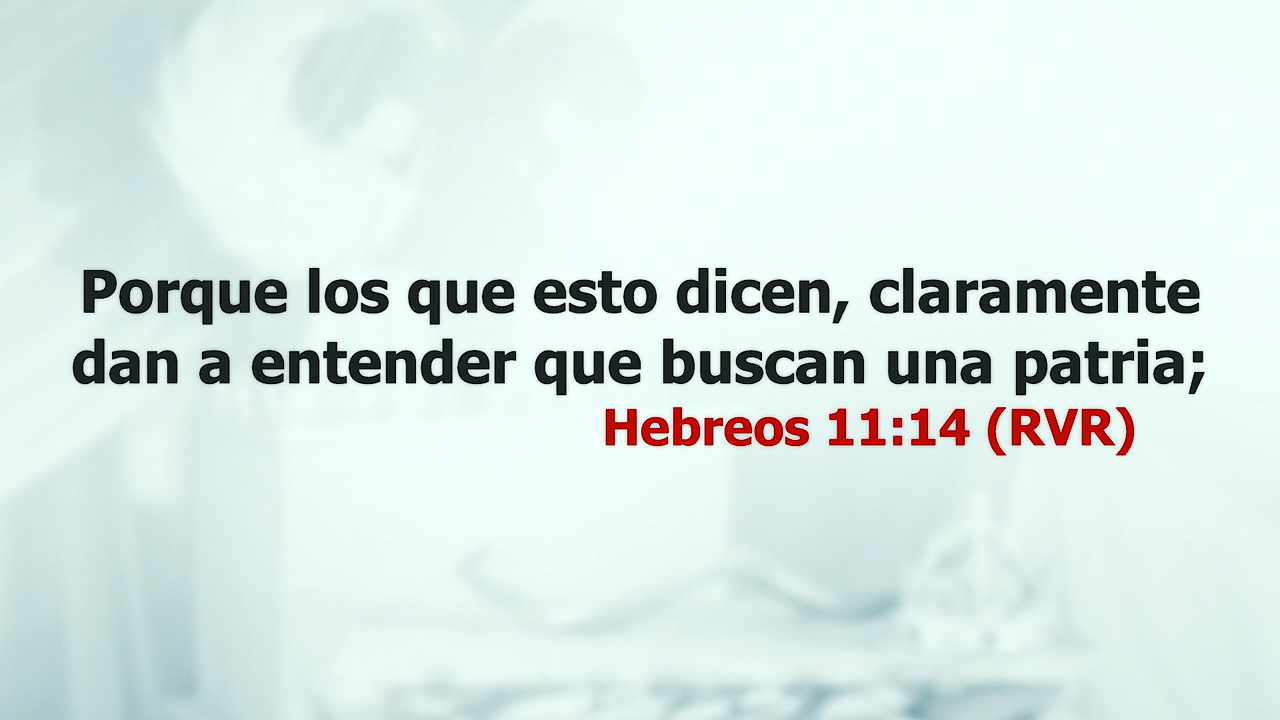 Porque los que esto dicen, claramente
dan a entender que buscan una patria;
Hebreos 11:14 (RVR)